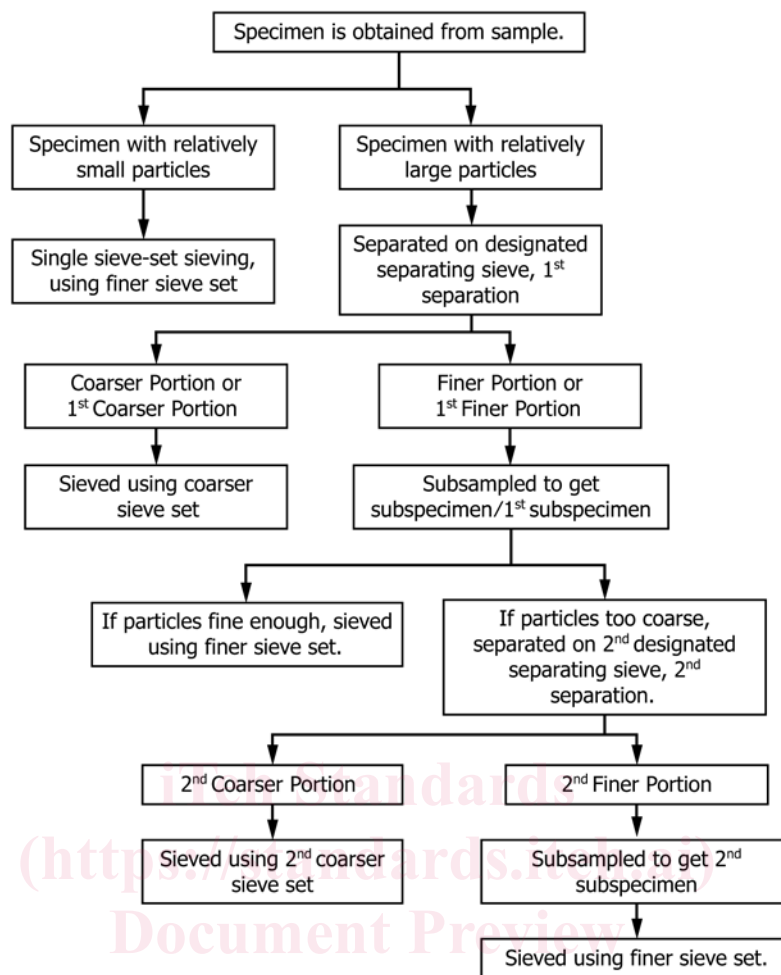 Specimen is obtained from sample.
Specimen with relatively
small particles
Specimen with relatively
large particles
Single sieve-set sieving,
using finer sieve set
Separated on designated
separating sieve, 1st
separation
Coarser Portion or
1st Coarser Portion
Finer Portion or
1st Finer Portion
Sieved using coarser
sieve set
Subsampled to get
subspecimen/1st subspecimen
If particles fine enough, sieved
using finer sieve set.
If particles too coarse,
separated on 2nd designated
separating sieve, 2nd
separation.
2nd Coarser Portion
2nd Finer Portion
Sieved using 2nd coarser
sieve set
Subsampled to get 2nd
subspecimen
Sieved using finer sieve set.
iTeh Standards
(https://standards.iteh.ai)
Document Preview